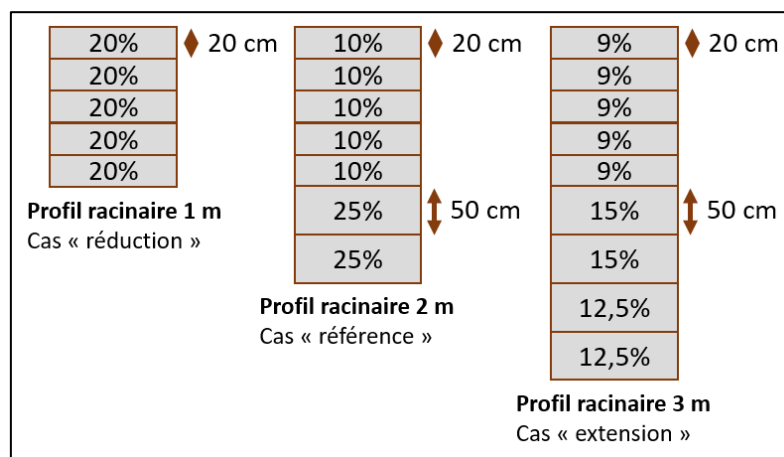 20%
20 cm
20%
20%
20%
20%
Profil racinaire 1 m
Cas « réduction »
10%
20 cm
10%
10%
10%
10%
25%
50 cm
25%
Profil racinaire 2 m
Cas « référence »
9%
20 cm
9%
9%
9%
9%
15%
50 cm
15%
12,5%
12,5%
Profil racinaire 3 m
Cas « extension »